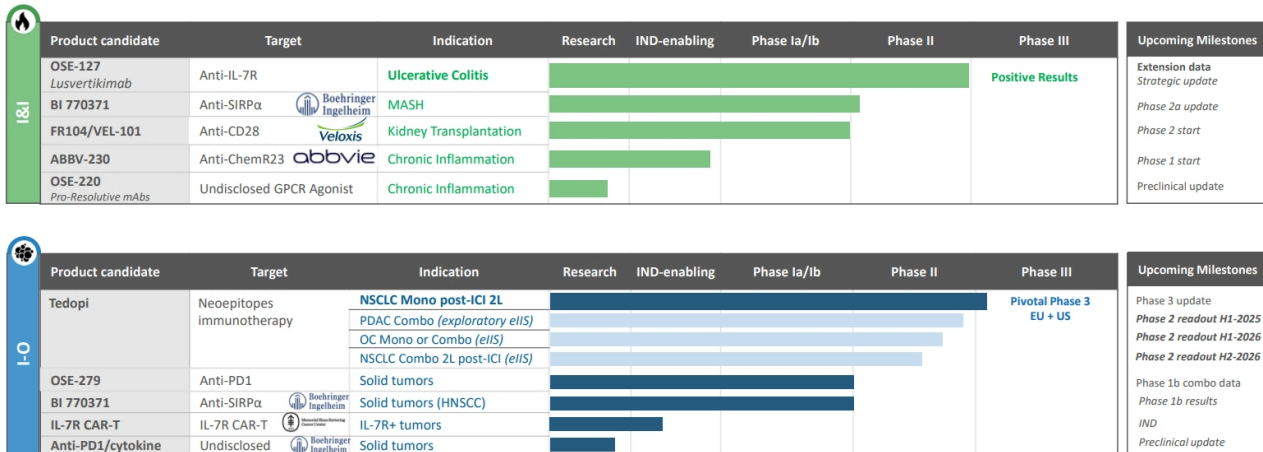 Product candidate Target Indication Research IND-enabling Phase Ia/Ib Phase II Phase III Upcoming Milestones
I&I
OSE-127 Anti-IL-7R Ulcerative Colitis Positive Results Extension data
Lusvertikimab Strategic update
BI 770371 Anti-SIRPα Boehringer Ingelheim MASH Phase 2a update
FR104/VEL-101 Anti-CD28 Veloxis Kidney Transplantation Phase 2 start
ABBV-230 Anti-ChemR23 abbvie Chronic Inflammation Phase 1 start
OSE-220 Undisclosed GPCR Agonist Chronic Inflammation Preclinical update
Pro-Resolutive mAbs
Product candidate Target Indication Research IND-enabling Phase Ia/Ib Phase II Phase III Upcoming Milestones
I-O
Tedopi Neoepitopes NSCLC Mono post-ICI 2L Pivotal Phase 3 Phase 3 update
immunotherapy PDAC Combo (exploratory eIIS) EU + US Phase 2 readout H1-2025
OC Mono or Combo (eIIS) Phase 2 readout H1-2026
NSCLC Combo 2L post-ICI (eIIS) Phase 2 readout H2-2026
OSE-279 Anti-PD1 Solid tumors Phase 1b combo data
BI 770371 Anti-SIRPα Boehringer Ingelheim Solid tumors (HNSCC) Phase 1b results
IL-7R CAR-T IL-7R CAR-T IL-7R+ tumors IND
Anti-PD1/cytokine Undisclosed Boehringer Ingelheim Solid tumors Preclinical update